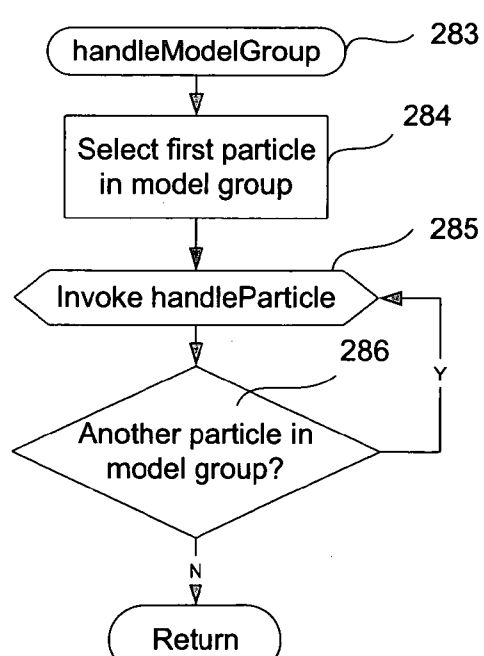 handleModelGroup
283
Select first particle
in model group
284
285
Invoke handleParticle
286
Y
Another particle in
model group?
N
Return